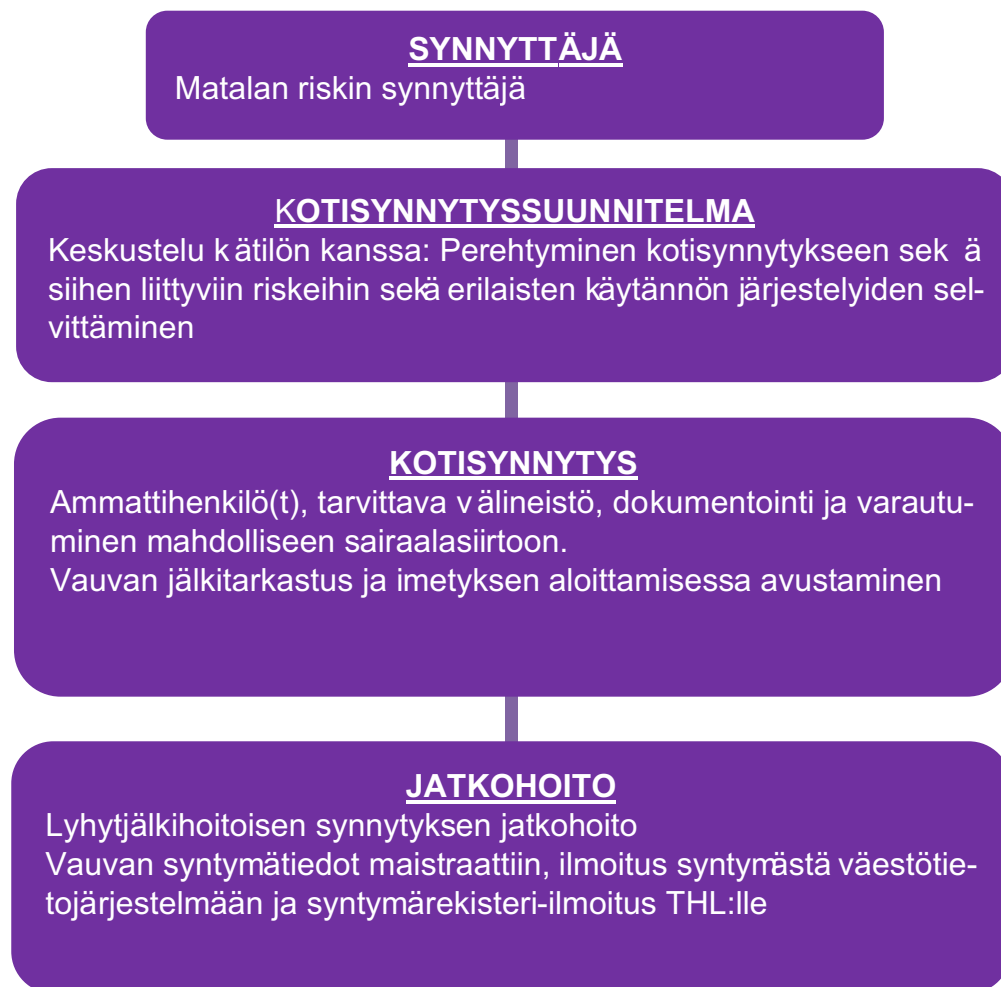 SYNNYTTÄJÄ
Matalan riskin synnyttäjä
KOTISYNNYTYSSUUNNITELMA
Keskustelu kätilön kanssa: Perehtyminen kotisynnytykseen sekä
siihen liittyviin riskeihin sekä erilaisten käytännön järjestelyiden sel-
vittäminen
KOTISYNNYTYS
Ammattihenkilö(t), tarvittava välineistö, dokumentointi ja varautu-
minen mahdolliseen sairaalasiirtoon.
Vauvan jälkitarkastus ja imetyksen aloittamisessa avustaminen
JATKOHOITO
Lyhytjälkihoitoisen synnytyksen jatkohoito
Vauvan syntymätiedot maistraattiin, ilmoitus syntymästä väestötie-
tojärjestelmään ja syntymärekisteri-ilmoitus THL:lle